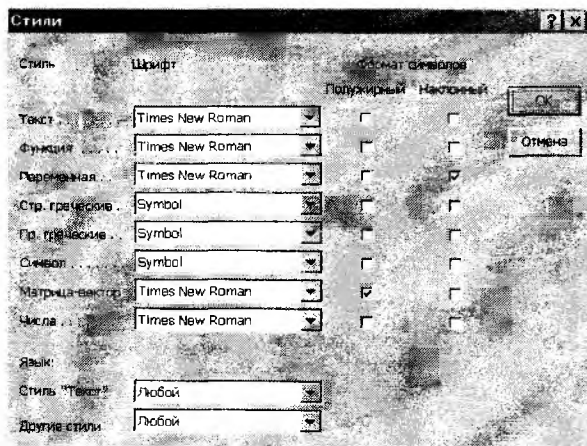 Стили
Стиль Шрифт Формат символов
Полужирный Наклонный
OK
Текст . . . Times New Roman
Отмена
Функция . . . . . . Times New Roman
Переменная . . . Times New Roman
Стр. греческие . Symbol
Пр. греческие . . Symbol
Символ . . . . . . . Symbol
Матрица-вектор Times New Roman
Числа . . Times New Roman
Язык:
Стиль "Текст" Любой
Другие стили Любой